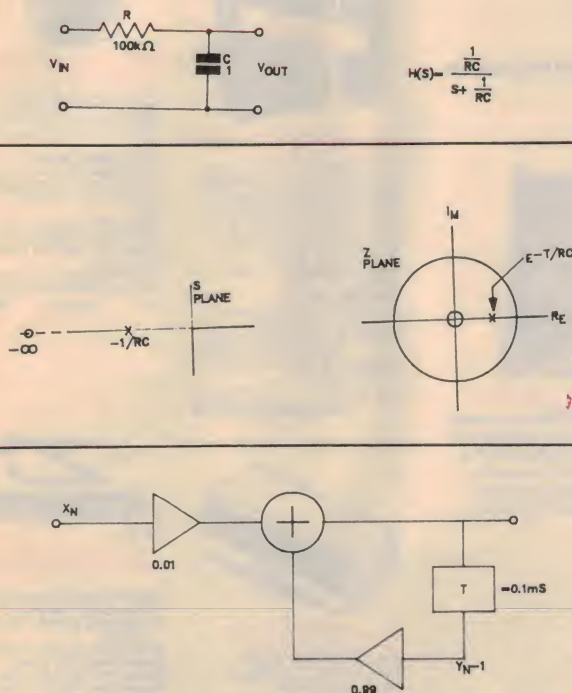 R
100kΩ
VIN
C
1
VOUT
H(S)= 1/RC / S+ 1/RC
S
PLANE
-∞
-1/RC
IM
Z
PLANE
E-T/RC
RE
XN
0.01
+
T
=0.1mS
YN-1
0.99